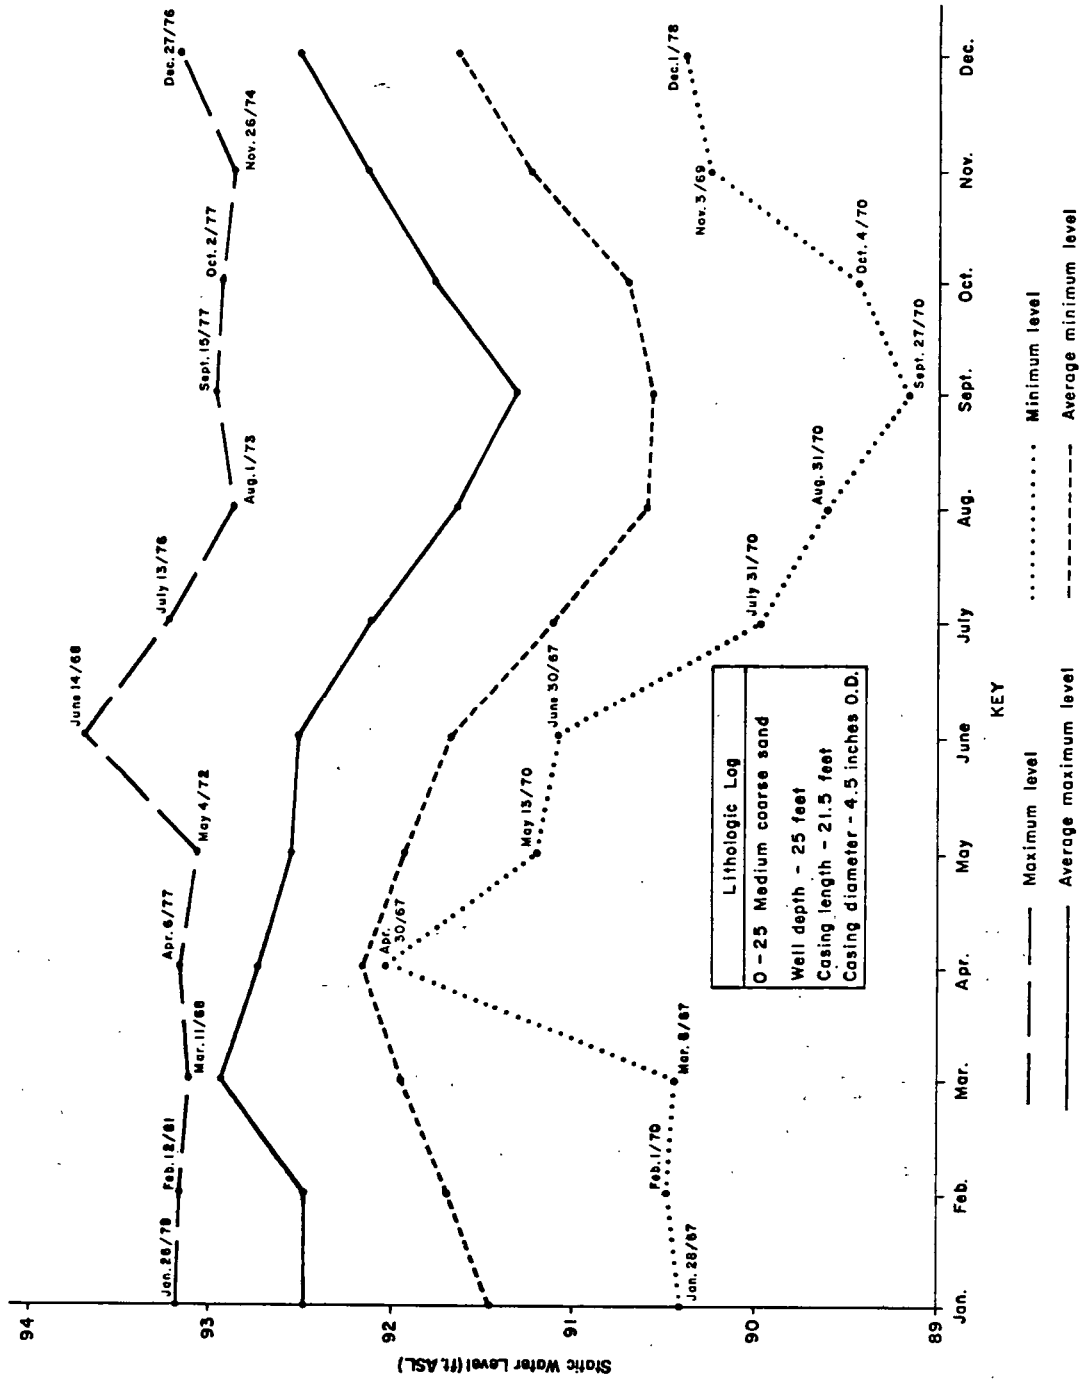 Static Water Level (ft. ASL)
94
93
92
91
90
89
Jan. 26/79
Feb. 12/81
Mar. 11/68
Apr. 6/77
May 4/72
June 14/68
July 13/76
Aug. 1/73
Sept. 15/77
Oct. 2/77
Nov. 26/74
Dec. 27/76
Jan. 28/67
Feb. 1/70
Mar. 8/67
Apr.
30/67
May 13/70
June 30/67
July 31/70
Aug. 31/70
Sept. 27/70
Oct. 4/70
Nov. 3/69
Dec. 1/78
Lithologic Log
0-25 Medium coarse sand
Well depth - 25 feet
Casing length - 21.5 feet
Casing diameter - 4.5 inches O.D.
Jan.
Feb.
Mar.
Apr.
May
June
July
Aug.
Sept.
Oct.
Nov.
Dec.
KEY
Maximum level
Minimum level
Average maximum level
Average minimum level